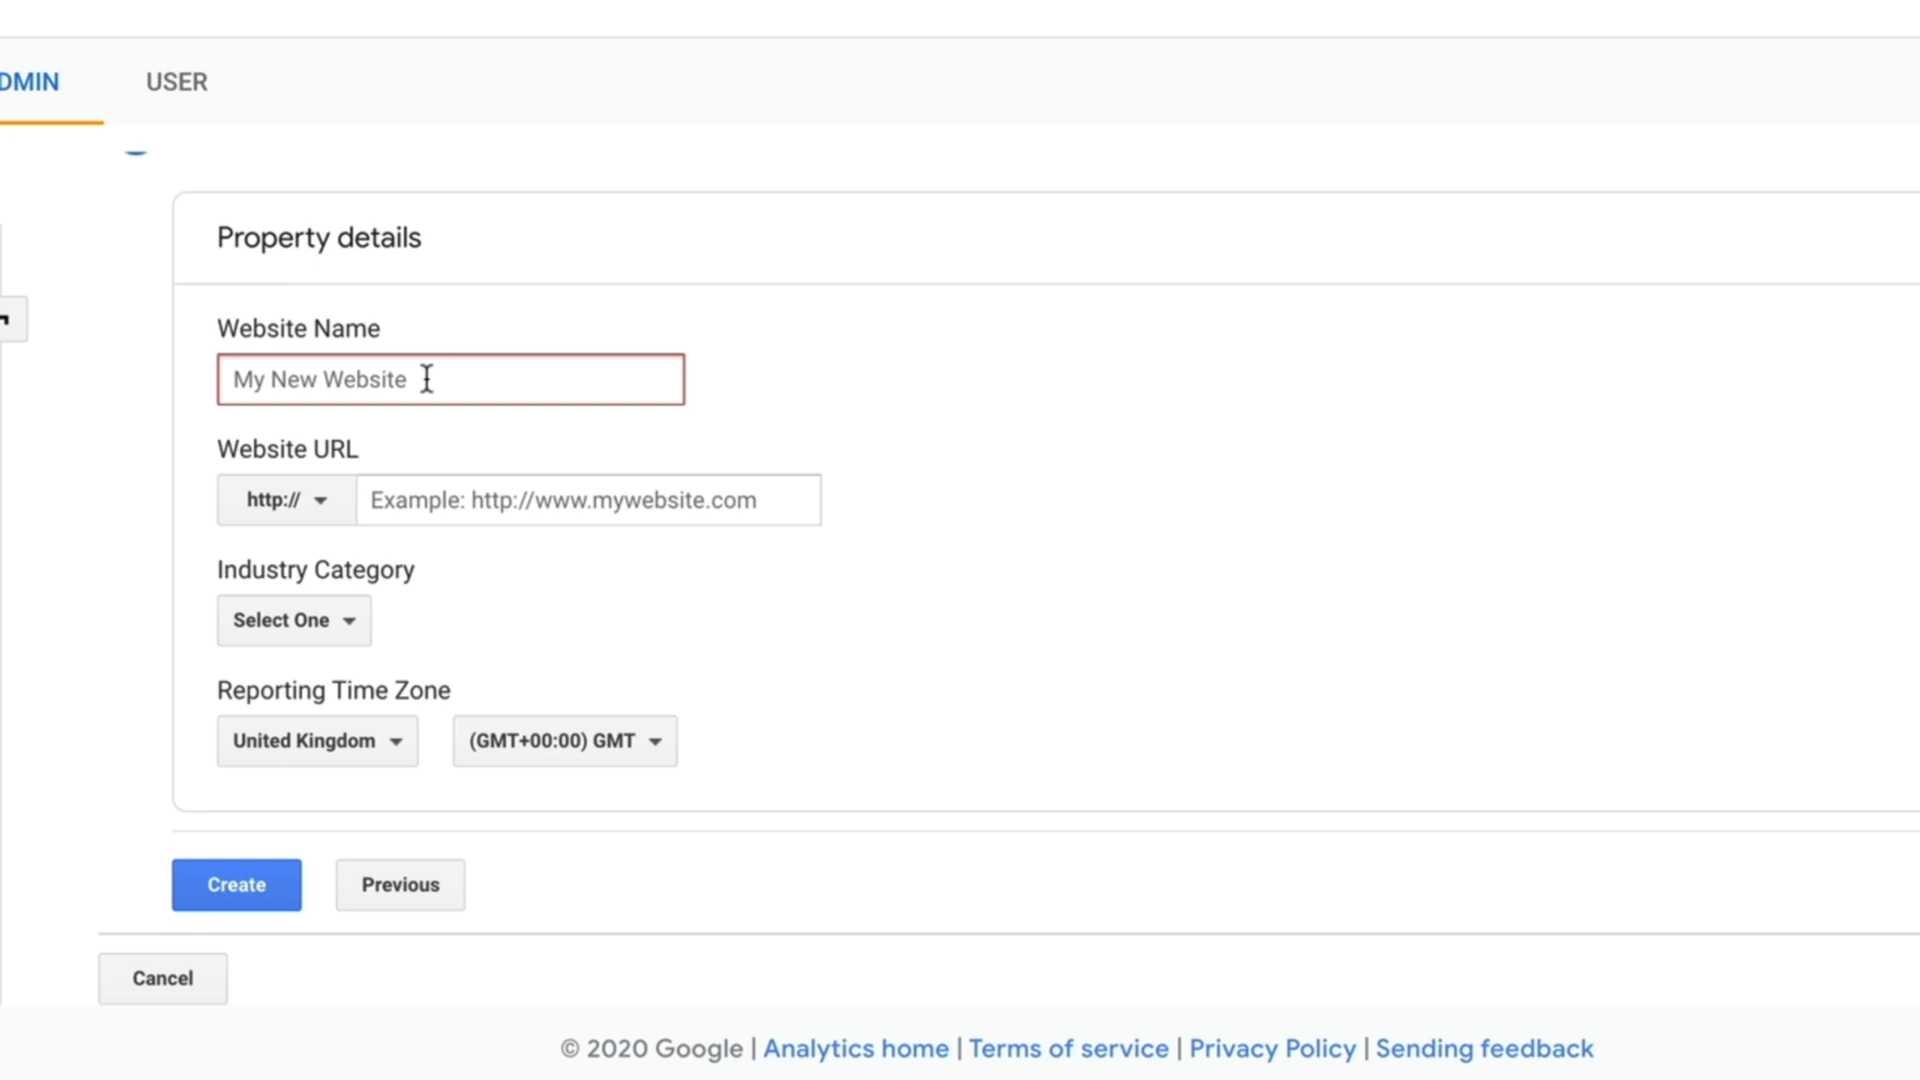 DMIN USER
Property details
Website Name
My New Website
Website URL
http:// Example: http://www.mywebsite.com
Industry Category
Select One
Reporting Time Zone
United Kingdom (GMT+00:00) GMT
Create Previous
Cancel
© 2020 Google | Analytics home | Terms of service | Privacy Policy | Sending feedback